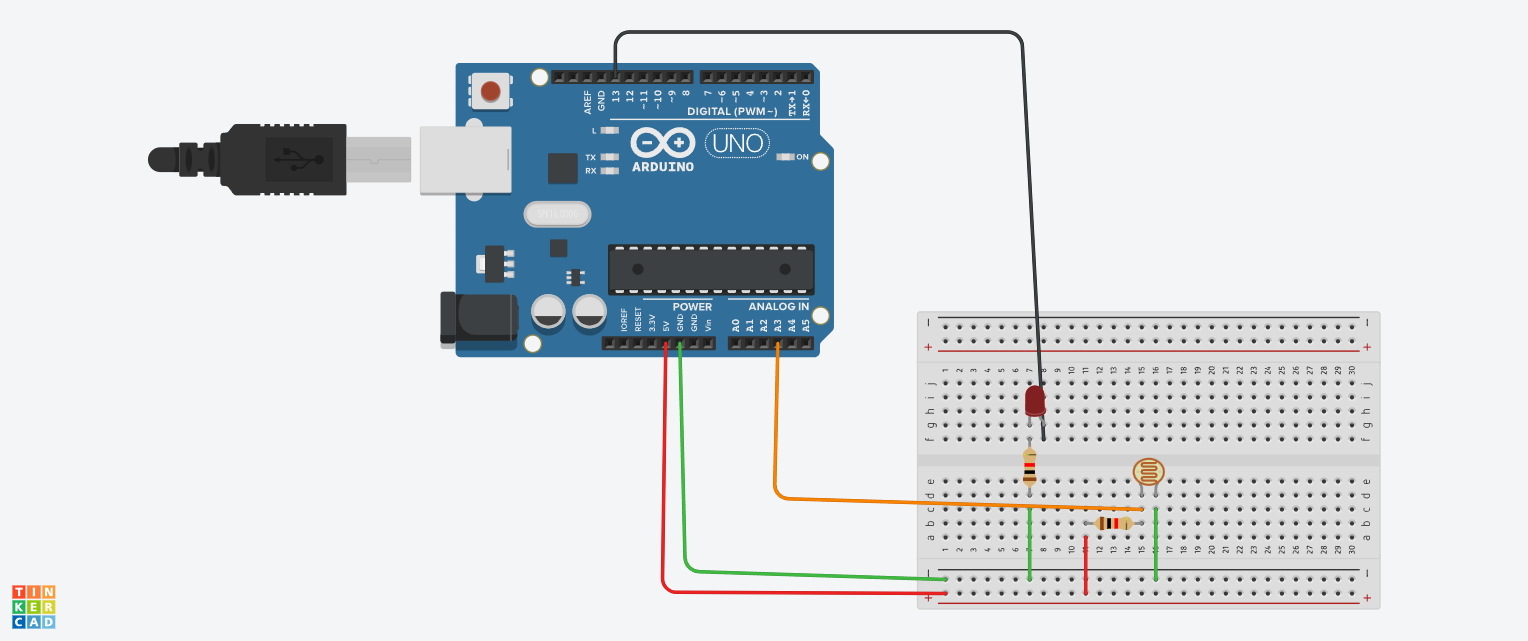 AREF
GND
13
12
~11
~10
~9
8
7
~6
~5
4
~3
2
TX→1
RX←0
DIGITAL (PWM~)
L
TX
RX
ARDUINO
UNO
ON
POWER
ANALOG IN
IOREF
RESET
3.3V
5V
GND
GND
Vin
A0
A1
A2
A3
A4
A5
− −
+ +
1 2 3 4 5 6 7 8 9 10 11 12 13 14 15 16 17 18 19 20 21 22 23 24 25 26 27 28 29 30
j j
i i
h h
g g
f f
e e
d d
c c
b b
a a
1 2 3 4 5 6 7 8 9 10 11 12 13 14 15 16 17 18 19 20 21 22 23 24 25 26 27 28 29 30
− −
+ +
TIN
KER
CAD